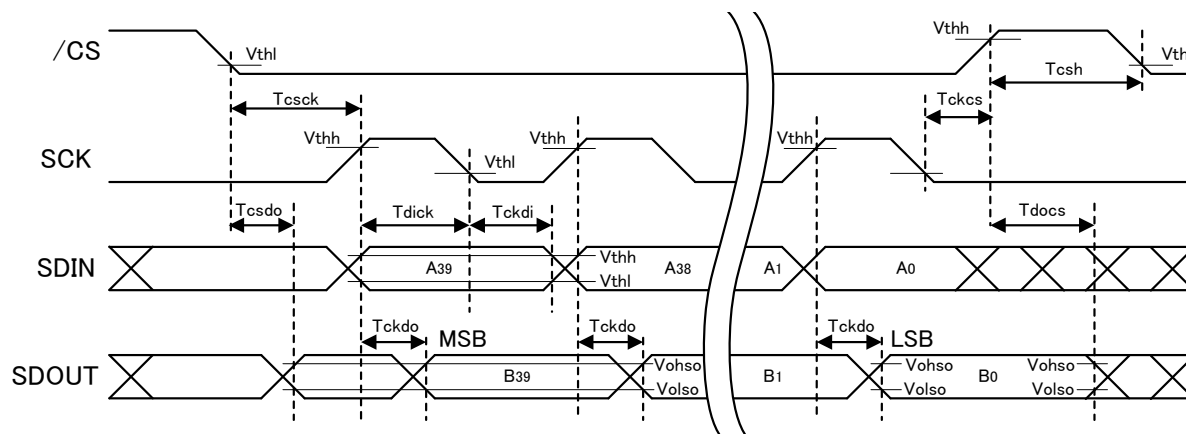 /CS
Vthl
Vthh
Vth
Tcsh
Tcsck
Tckcs
SCK
Vthh
Vthl
Vthh
Vthh
Tcsdo
Tdick
Tckdi
Tdocs
SDIN
A39
Vthh
Vthl
A38
A1
A0
Tckdo
MSB
Tckdo
Tckdo
LSB
SDOUT
B39
Vohso
Volso
B1
Vohso
Volso
B0
Vohso
Volso